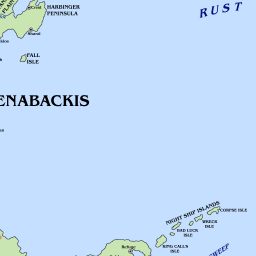 HARBINGER
PENINSULA
RUST
FALL
ISLE
ENABACKIS
NIGHT SHIP ISLANDS
CORPSE ISLE
WRECK
ISLE
BAD LUCK
ISLE
KING CALL'S
ISLE
Refuge
WEEP